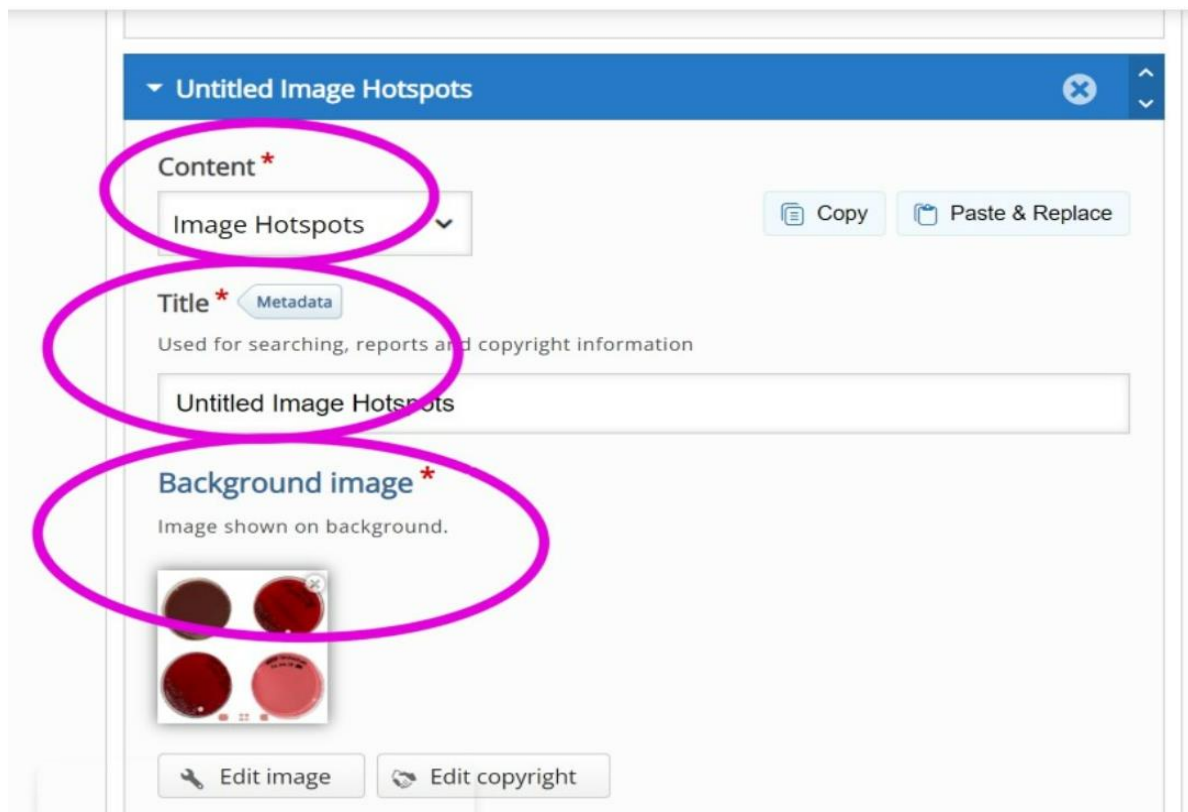 Untitled Image Hotspots
Content *
Image Hotspots
Copy
Paste & Replace
Title * Metadata
Used for searching, reports and copyright information
Untitled Image Hotspots
Background image *
Image shown on background.
Edit image
Edit copyright